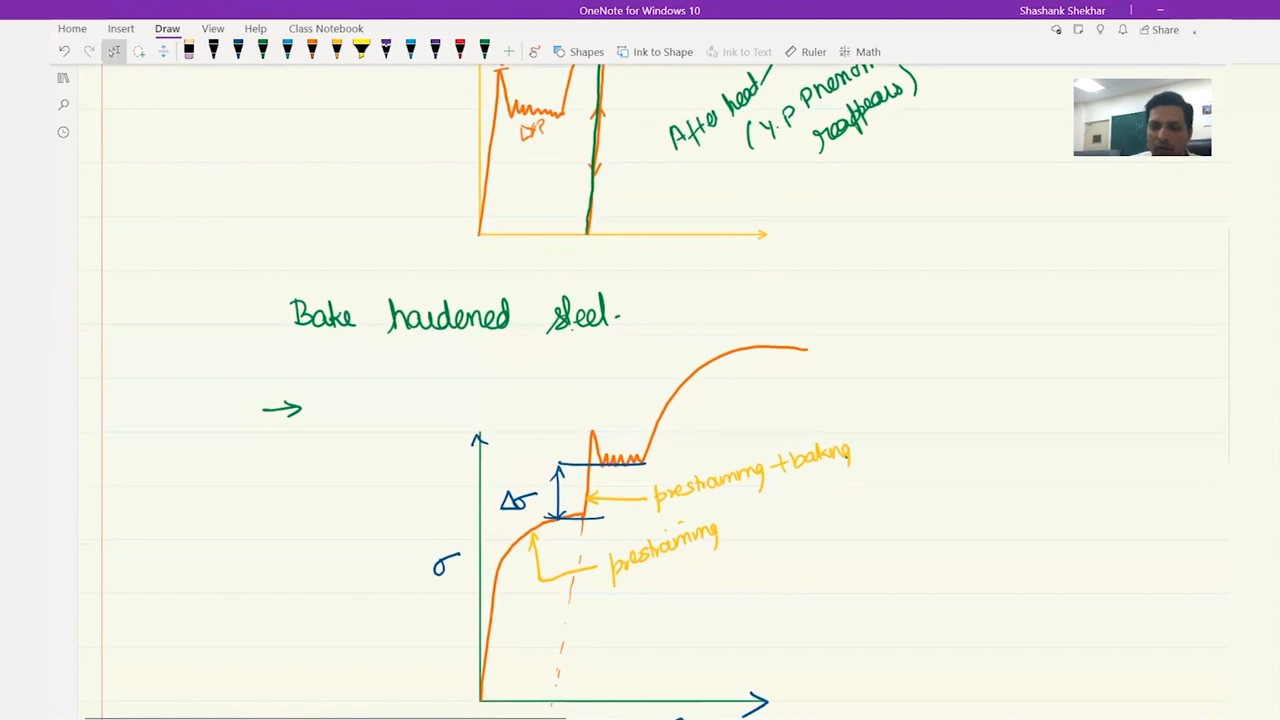 OneNote for Windows 10
Shashank Shekhar
Home Insert Draw View Help Class Notebook
Share
Shapes Ink to Shape Ink to Text Ruler Math
After heat
(Y.P phenom
reappears)
Bake hardened steel.
Δσ
prestraining + baking
prestraining
σ